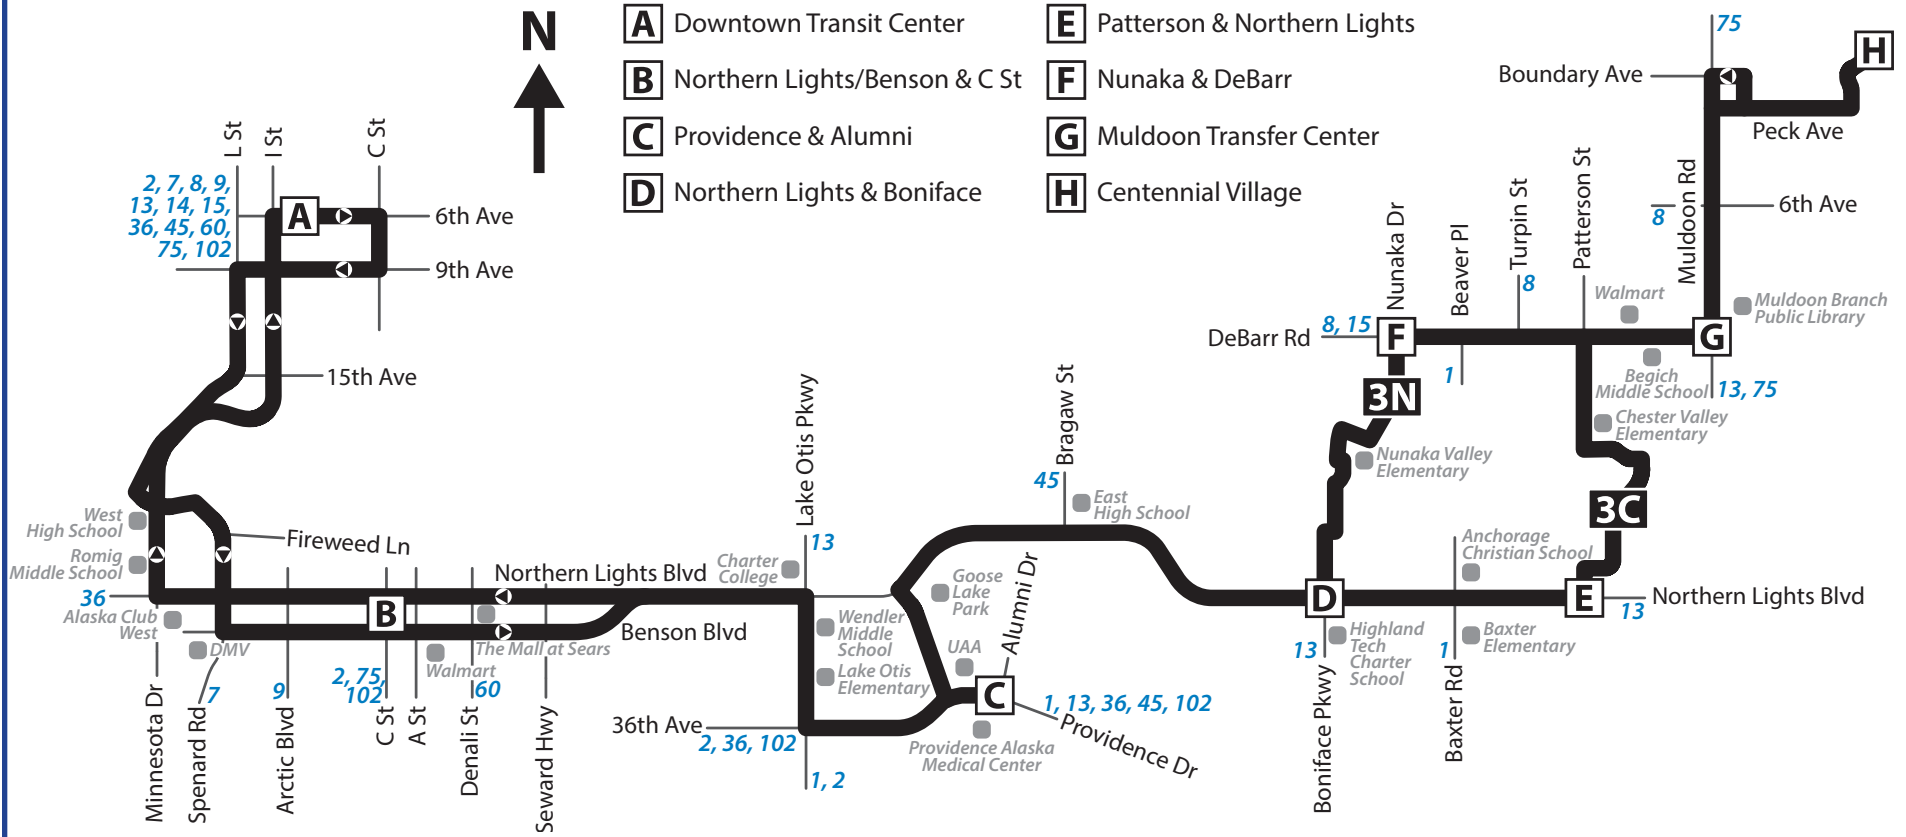 N
A Downtown Transit Center
B Northern Lights/Benson & C St
C Providence & Alumni
D Northern Lights & Boniface
E Patterson & Northern Lights
F Nunaka & DeBarr
G Muldoon Transfer Center
H Centennial Village
L St
I St
C St
2, 7, 8, 9,
13, 14, 15,
36, 45, 60,
75, 102
A
6th Ave
9th Ave
15th Ave
West
High School
Romig
Middle School
Fireweed Ln
36
Alaska Club
West
DMV
7
Minnesota Dr
Spenard Rd
9
Arctic Blvd
B
2, 75,
102
C St
A St
Walmart
The Mall at Sears
60
Denali St
Seward Hwy
Northern Lights Blvd
Benson Blvd
Charter
College
Lake Otis Pkwy
13
Wendler
Middle
School
Lake Otis
Elementary
36th Ave
2, 36, 102
1, 2
Goose
Lake
Park
UAA
Alumni Dr
C
1, 13, 36, 45, 102
Providence Dr
Providence Alaska
Medical Center
Bragaw St
45
East
High School
D
13
Boniface Pkwy
Highland
Tech
Charter
School
Anchorage
Christian School
1
Baxter Rd
Baxter
Elementary
E
13
Northern Lights Blvd
3N
Nunaka Valley
Elementary
3C
Chester Valley
Elementary
DeBarr Rd
8, 15
F
Nunaka Dr
Beaver Pl
1
Turpin St
8
Patterson St
Walmart
Begich
Middle School
G
13, 75
Muldoon Branch
Public Library
Muldoon Rd
8
6th Ave
Boundary Ave
75
Peck Ave
H